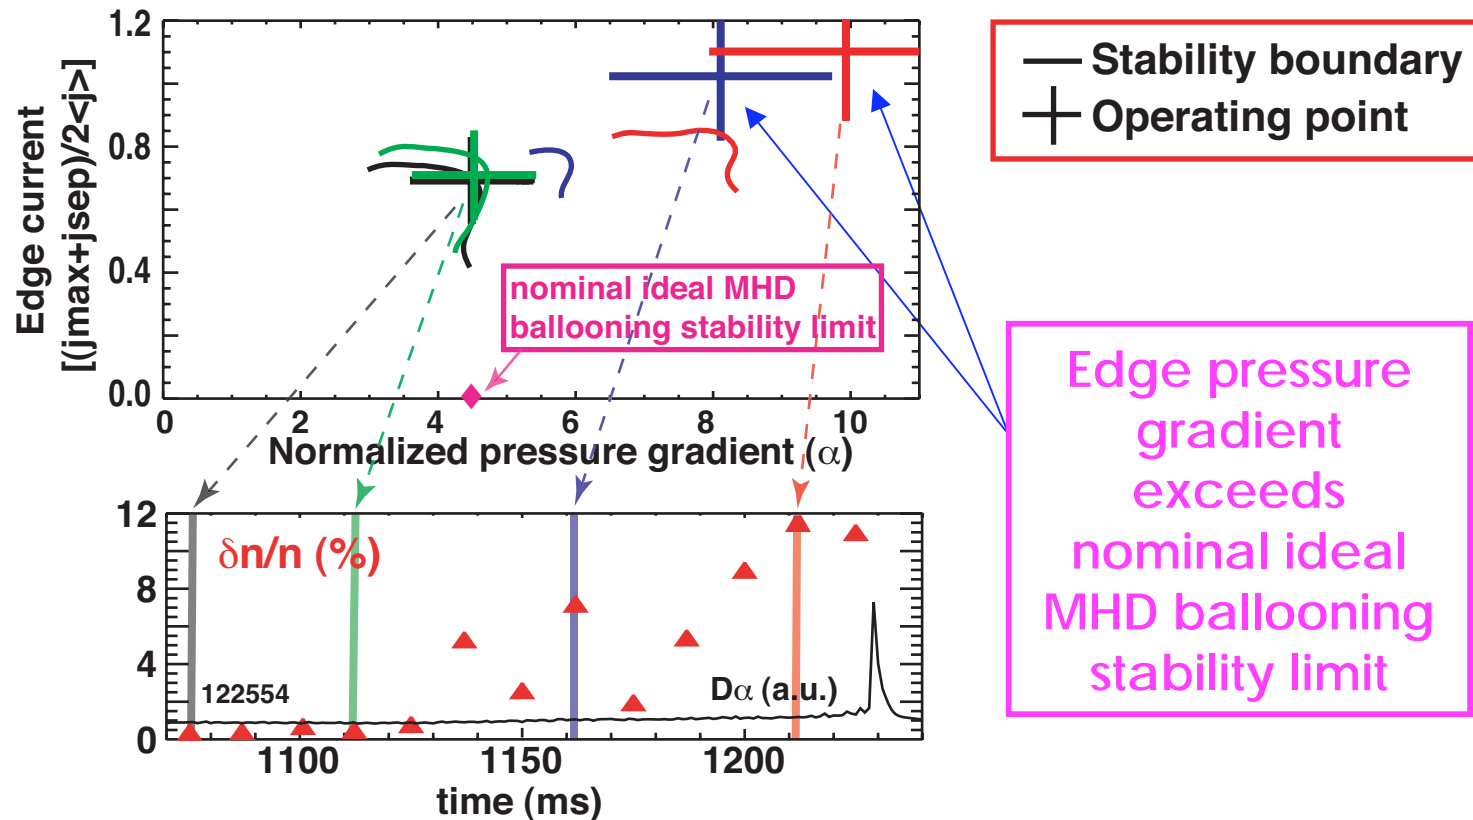 1.2
0.8
0.4
0.0
Edge current
[(jmax+jsep)/2<j>]
nominal ideal MHD
ballooning stability limit
0 2 4 6 8 10
Normalized pressure gradient (α)
Stability boundary
Operating point
Edge pressure
gradient
exceeds
nominal ideal
MHD ballooning
stability limit
12
8
4
0
δn/n (%)
122554
Dα (a.u.)
1100 1150 1200
time (ms)